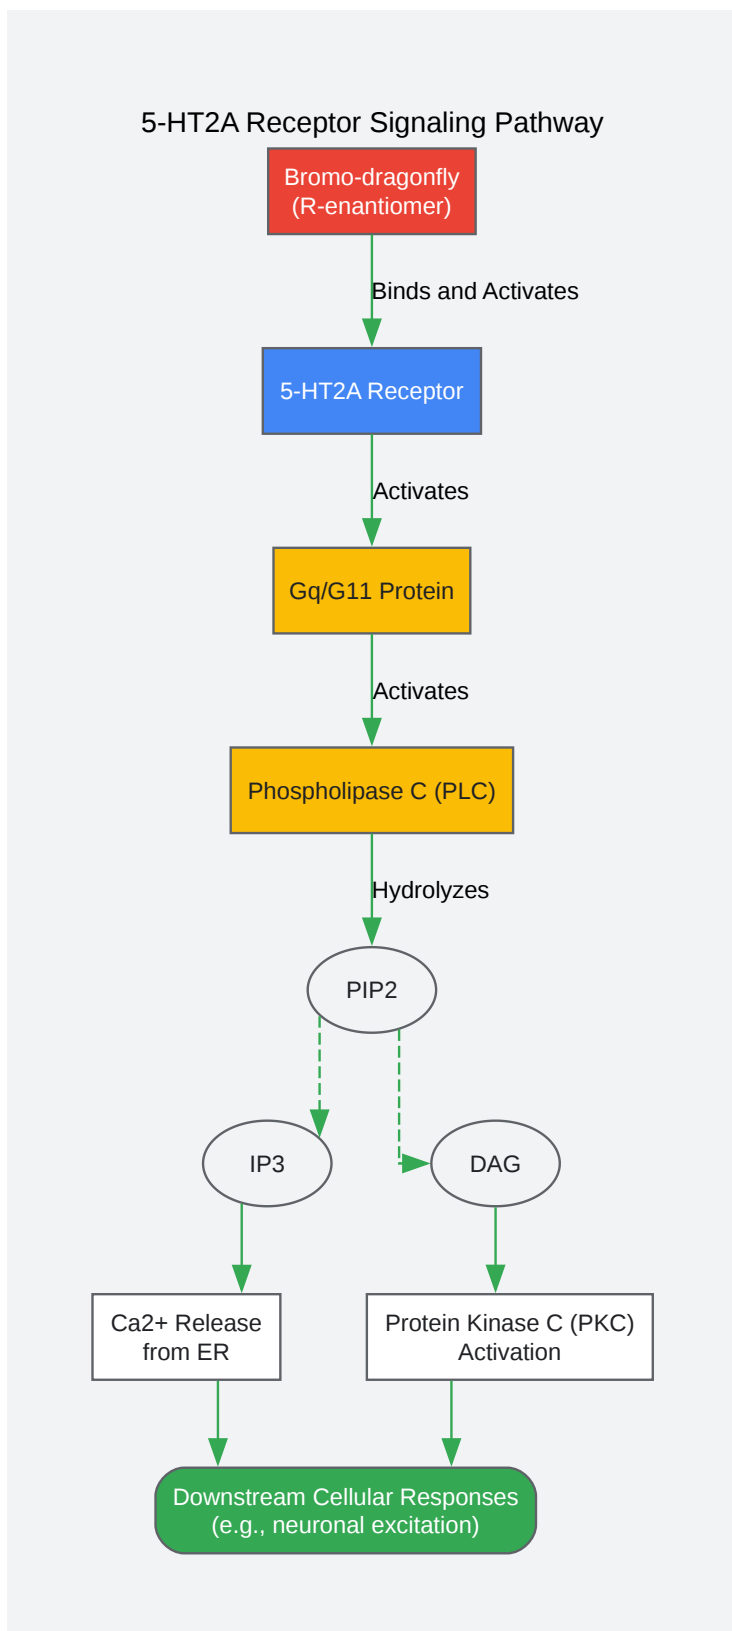 5-HT2A Receptor Signaling Pathway
Bromo-dragonfly
(R-enantiomer)
Binds and Activates
5-HT2A Receptor
Activates
Gq/G11 Protein
Activates
Phospholipase C (PLC)
Hydrolyzes
PIP2
IP3
DAG
Ca2+ Release
from ER
Protein Kinase C (PKC)
Activation
Downstream Cellular Responses
(e.g., neuronal excitation)